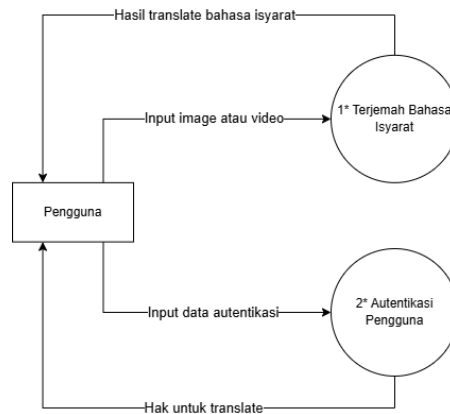 Hasil translate bahasa isyarat
1* Terjemah Bahasa
Isyarat
Input image atau video
Pengguna
Input data autentikasi
2* Autentikasi
Pengguna
Hak untuk translate